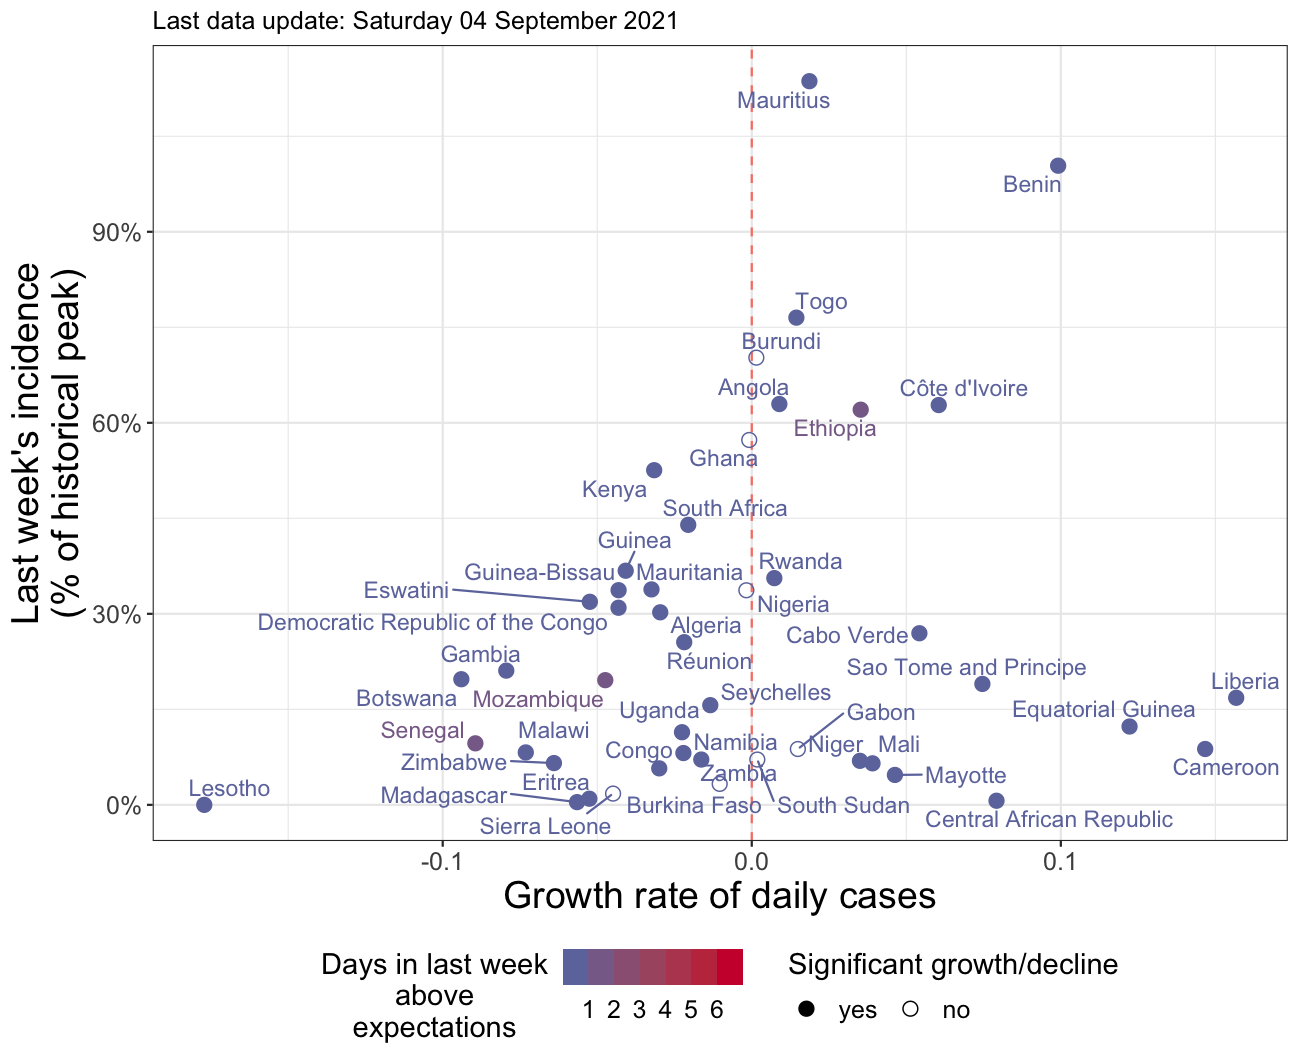 Last data update: Saturday 04 September 2021
Last week's incidence
(% of historical peak)
90%
60%
30%
0%
Mauritius
Benin
Togo
Burundi
Angola
Côte d'Ivoire
Ethiopia
Ghana
Kenya
South Africa
Guinea
Rwanda
Guinea-Bissau
Mauritania
Eswatini
Nigeria
Democratic Republic of the Congo
Algeria
Cabo Verde
Gambia
Réunion
Sao Tome and Principe
Liberia
Botswana
Mozambique
Seychelles
Uganda
Gabon
Equatorial Guinea
Senegal
Malawi
Congo
Namibia
Niger
Mali
Zimbabwe
Cameroon
Zambia
Mayotte
Lesotho
Eritrea
Madagascar
Burkina Faso
South Sudan
Sierra Leone
Central African Republic
-0.1
0.0
0.1
Growth rate of daily cases
Days in last week
above
expectations
1 2 3 4 5 6
Significant growth/decline
yes
no